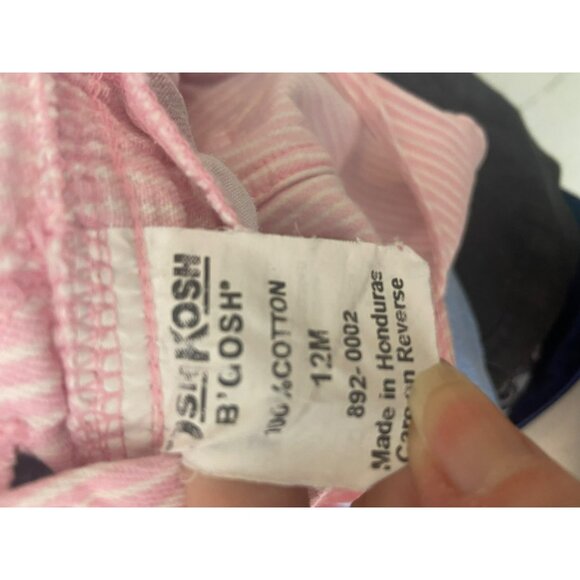 OSHKOSH
B'GOSH®
100%COTTON
12M
892-0002
Made in Honduras
Care on Reverse